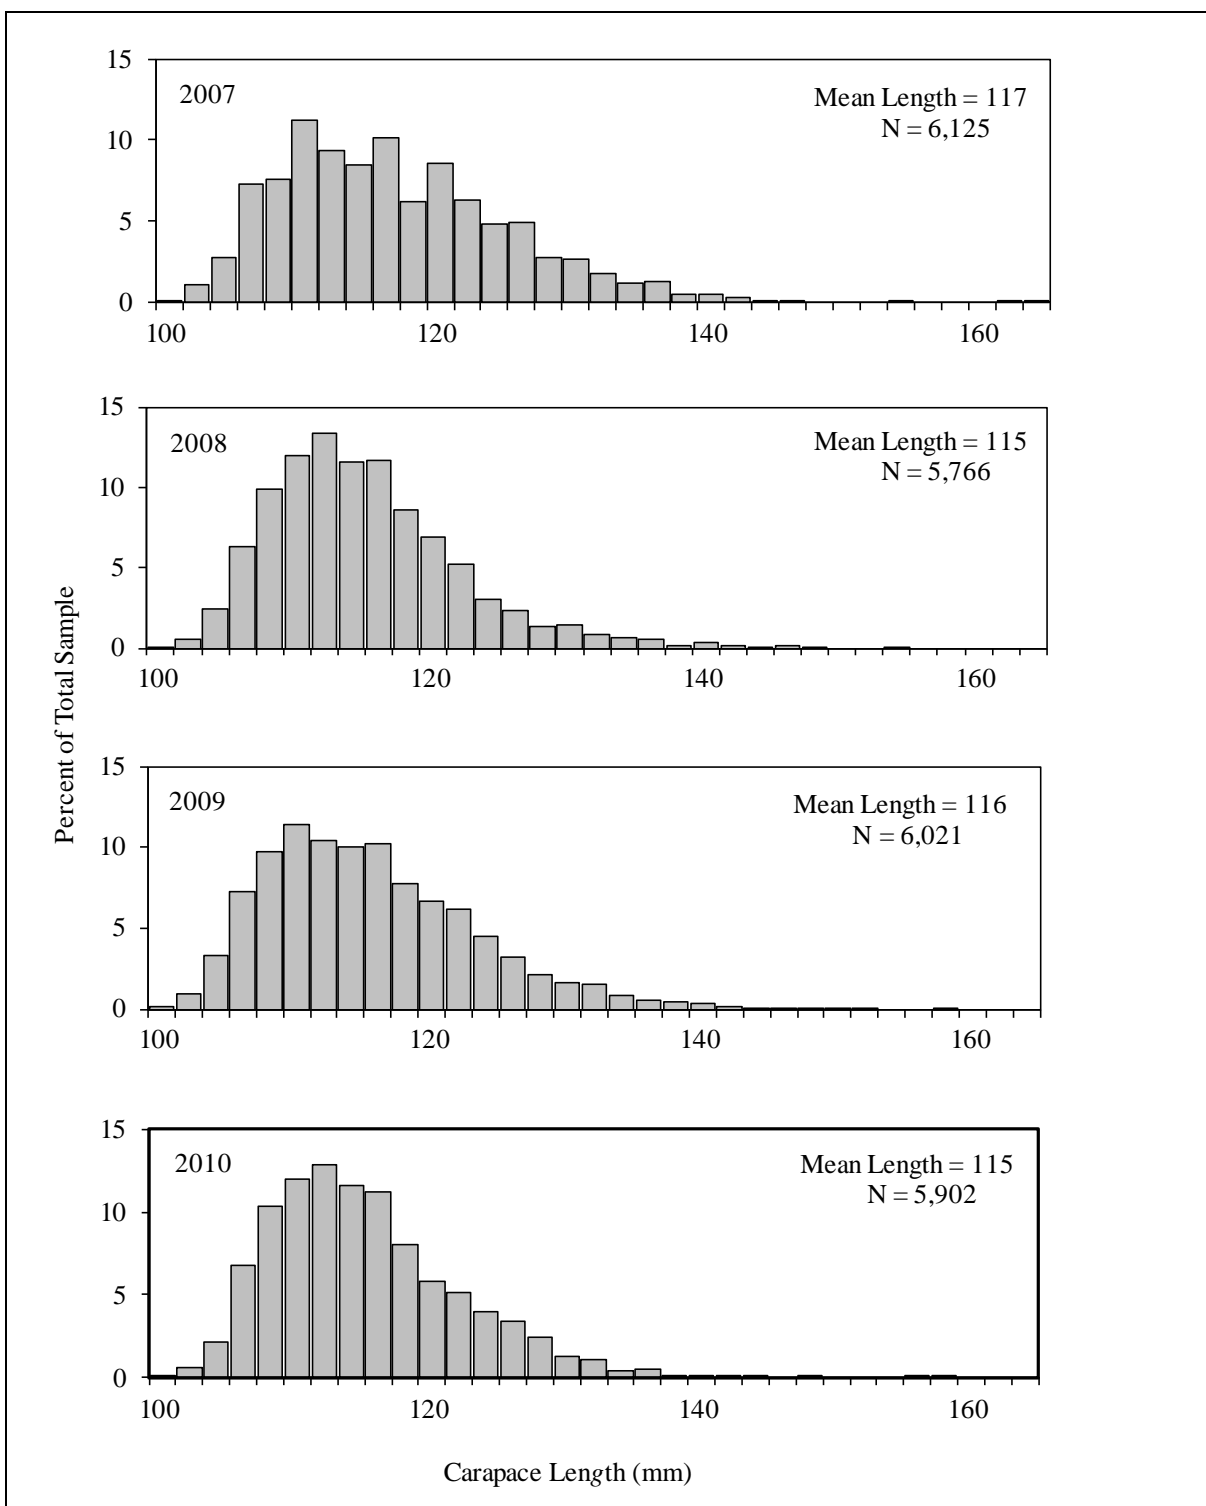 15
2007
Mean Length = 117
N = 6,125
10
5
0
100 120 140 160
15
2008
Mean Length = 115
N = 5,766
10
5
0
100 120 140 160
Percent of Total Sample
15
2009
Mean Length = 116
N = 6,021
10
5
0
100 120 140 160
15
2010
Mean Length = 115
N = 5,902
10
5
0
100 120 140 160
Carapace Length (mm)